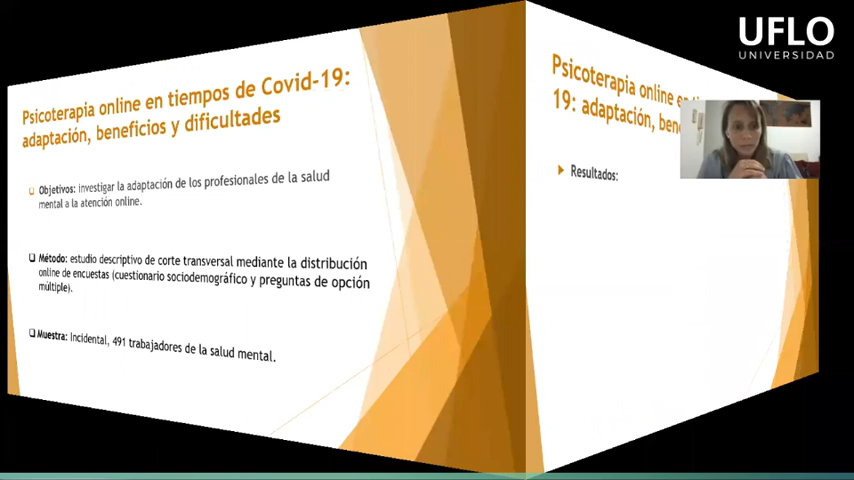 UFLO
UNIVERSIDAD
Psicoterapia online en tiempos de Covid-19:
adaptación, beneficios y dificultades
Objetivos: investigar la adaptación de los profesionales de la salud
mental a la atención online.
Método: estudio descriptivo de corte transversal mediante la distribución
online de encuestas (cuestionario sociodemográfico y preguntas de opción
múltiple).
Muestra: Incidental, 491 trabajadores de la salud mental.
Psicoterapia online
19: adaptación,
Resultados: